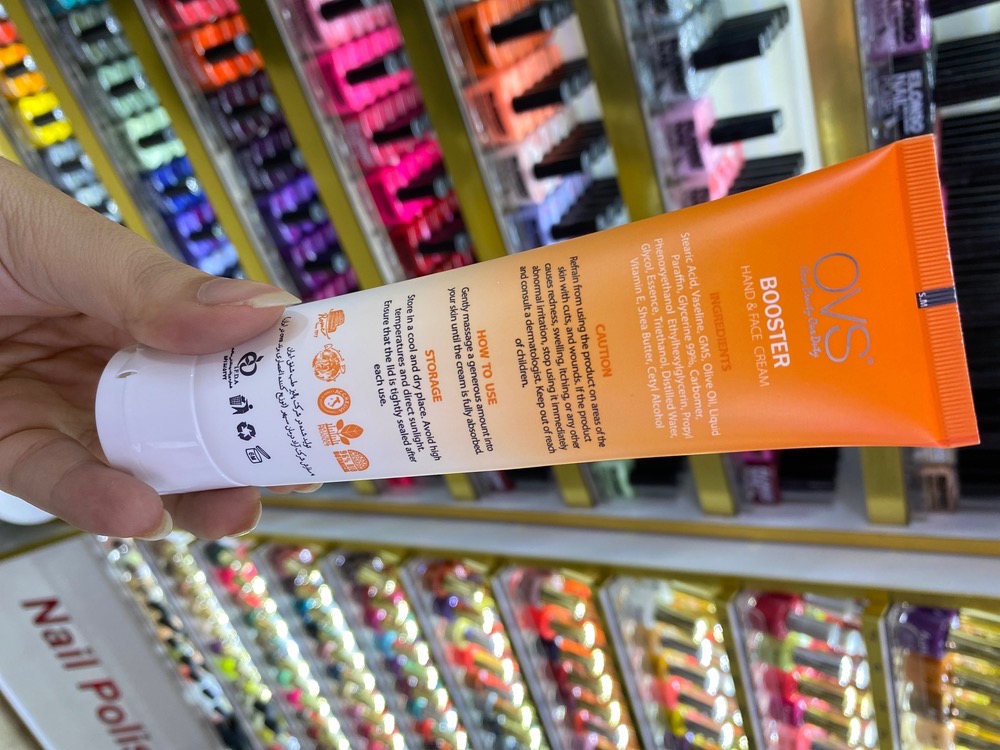 OVS®
Your Beauty Daily
BOOSTER
HAND & FACE CREAM
INGREDIENTS
Stearic Acid, Vaseline, GMS, Olive Oil, Liquid
Paraffin, Glycerine 99%, Carbomer,
Phenoxyethanol Ethylhexylglycerin, Propyl
Glycol, Essence, Triethanol, Distilled Water,
Vitamin E, Shea Butter, Ceryl Alcohol
CAUTION
Refrain from using the product on areas of the
skin with cuts and wounds. If the product
causes redness, swelling, itching, or any other
abnormal irritation, stop using it immediately
and consult a dermatologist. Keep out of reach
of children.
HOW TO USE
Gently massage a generous amount into
your skin until the cream is fully absorbed.
STORAGE
Store in a cool and dry place. Avoid high
temperatures and direct sunlight.
Ensure that the lid is tightly sealed after
each use.
S.M
Nail Polis